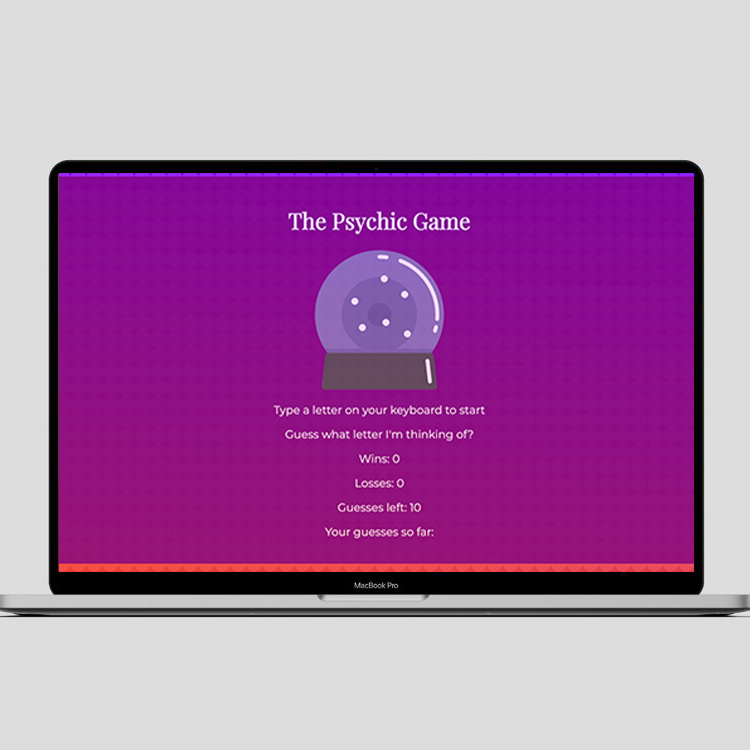 The Psychic Game
Type a letter on your keyboard to start
Guess what letter I'm thinking of?
Wins: 0
Losses: 0
Guesses left: 10
Your guesses so far:
MacBook Pro